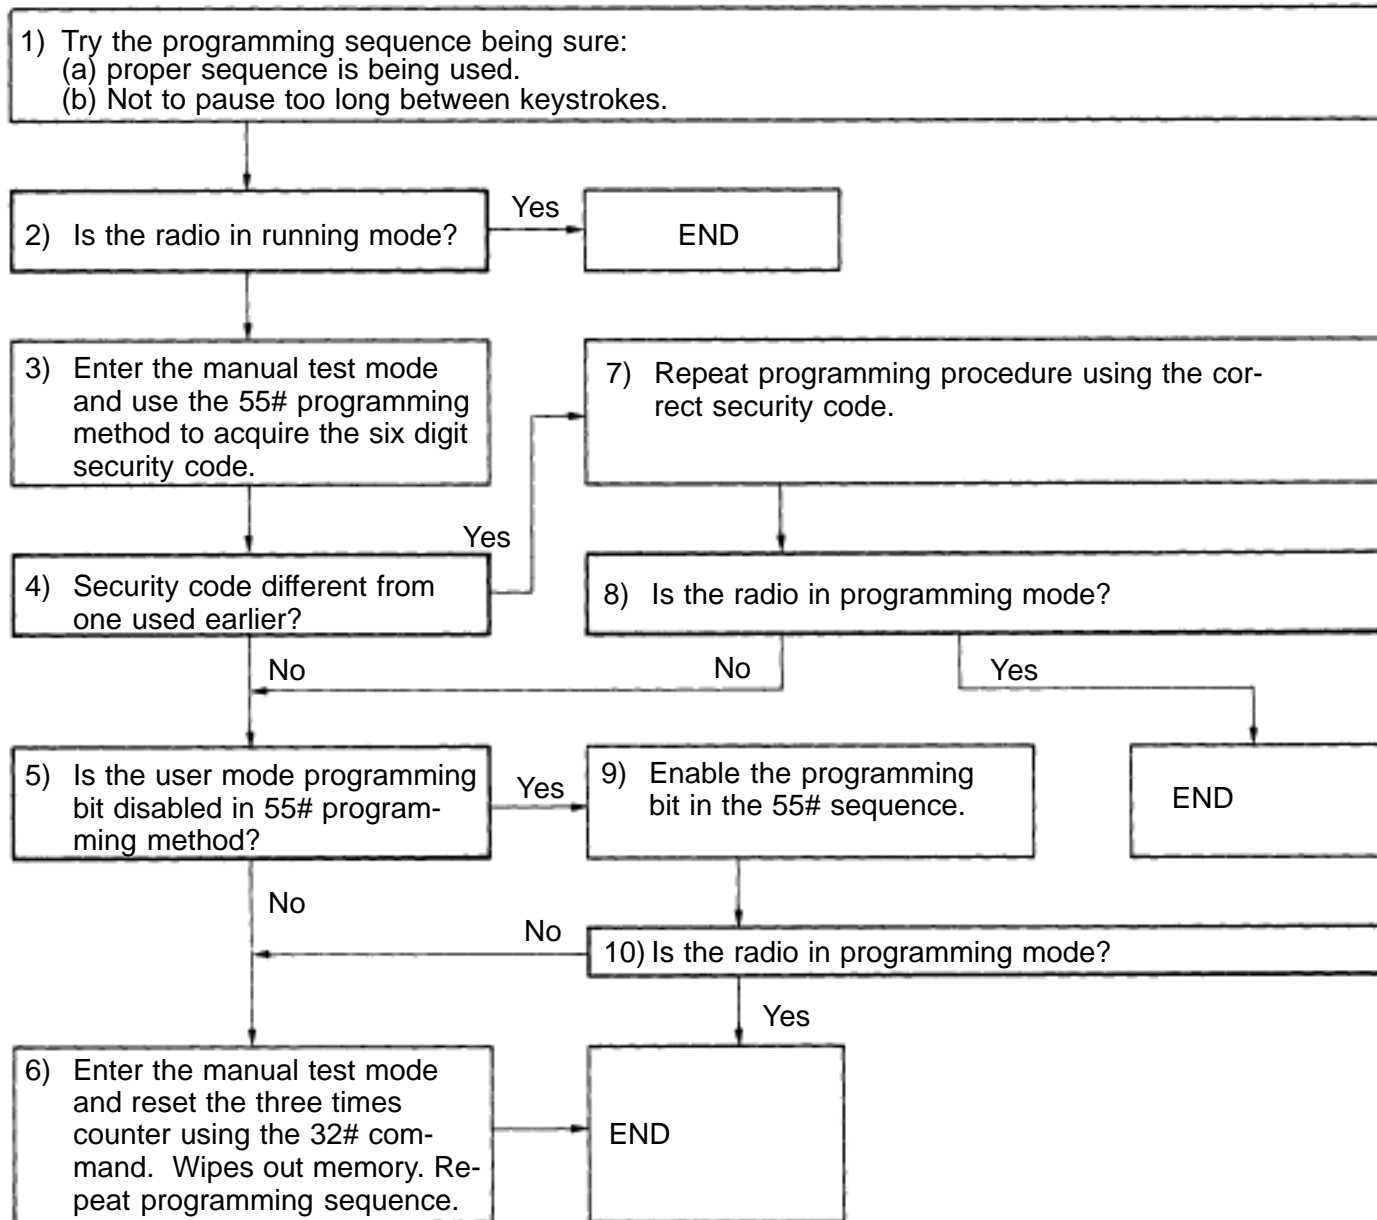 1) Try the programming sequence being sure:
(a) proper sequence is being used.
(b) Not to pause too long between keystrokes.
2) Is the radio in running mode?
Yes
END
3) Enter the manual test mode
and use the 55# programming
method to acquire the six digit
security code.
7) Repeat programming procedure using the cor-
rect security code.
Yes
4) Security code different from
one used earlier?
8) Is the radio in programming mode?
No
No
Yes
5) Is the user mode programming
bit disabled in 55# program-
ming method?
Yes
9) Enable the programming
bit in the 55# sequence.
END
No
No
10) Is the radio in programming mode?
Yes
6) Enter the manual test mode
and reset the three times
counter using the 32# com-
mand. Wipes out memory. Re-
peat programming sequence.
END